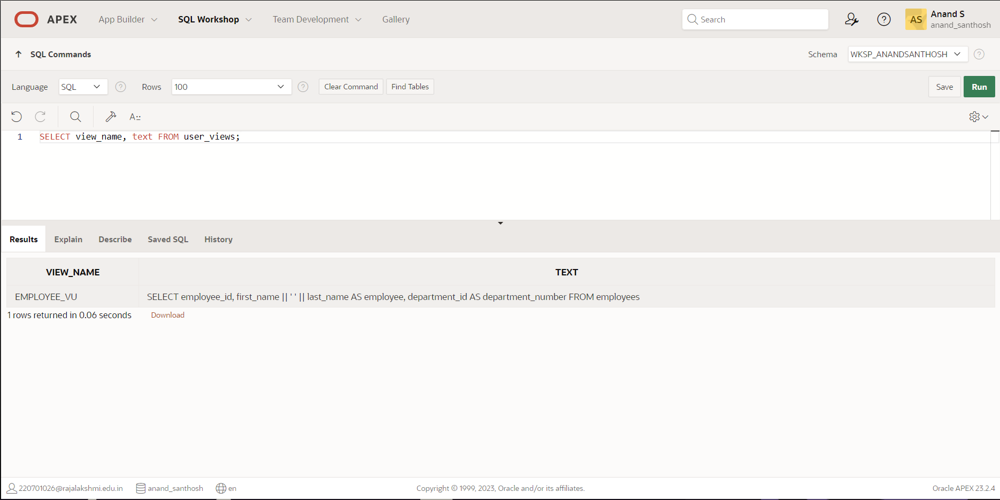 APEX App Builder SQL Workshop Team Development Gallery Search AS Anand S
anand_santhosh
SQL Commands Schema WKSP_ANANDSANTHOSH
Language SQL Rows 100 Clear Command Find Tables Save Run
1 SELECT view_name, text FROM user_views;
Results Explain Describe Saved SQL History
VIEW_NAME TEXT
EMPLOYEE_VU SELECT employee_id, first_name || ' ' || last_name AS employee, department_id AS department_number FROM employees
1 rows returned in 0.06 seconds Download
220701026@rajalakshmi.edu.in anand_santhosh en Copyright © 1999, 2023, Oracle and/or its affiliates. Oracle APEX 23.2.4